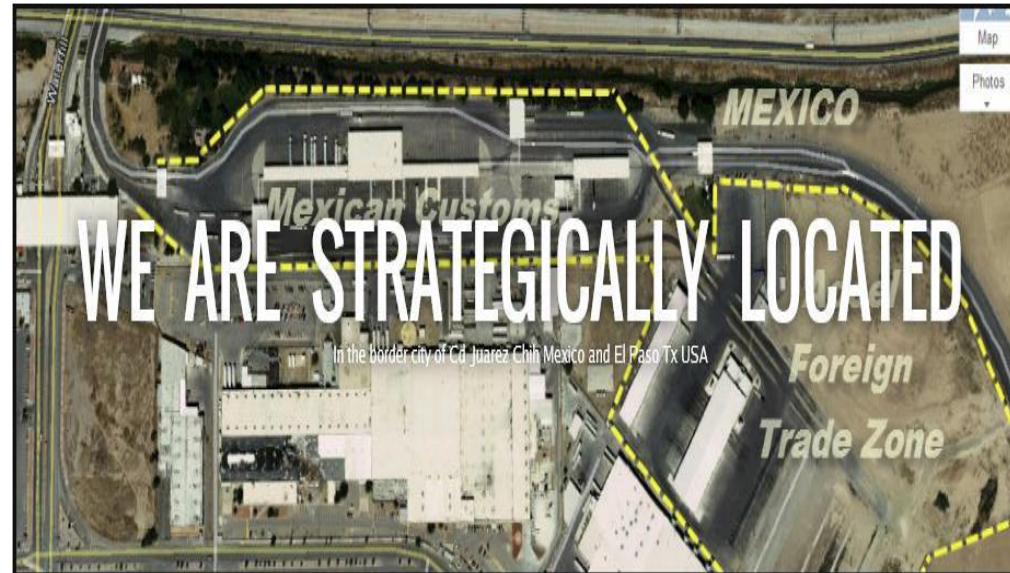 Map
Photos
Waterfill
MEXICO
Mexican Customs
WE ARE STRATEGICALLY LOCATED
In the border city of Cd Juarez Chih Mexico and El Paso Tx USA
Foreign
Trade Zone